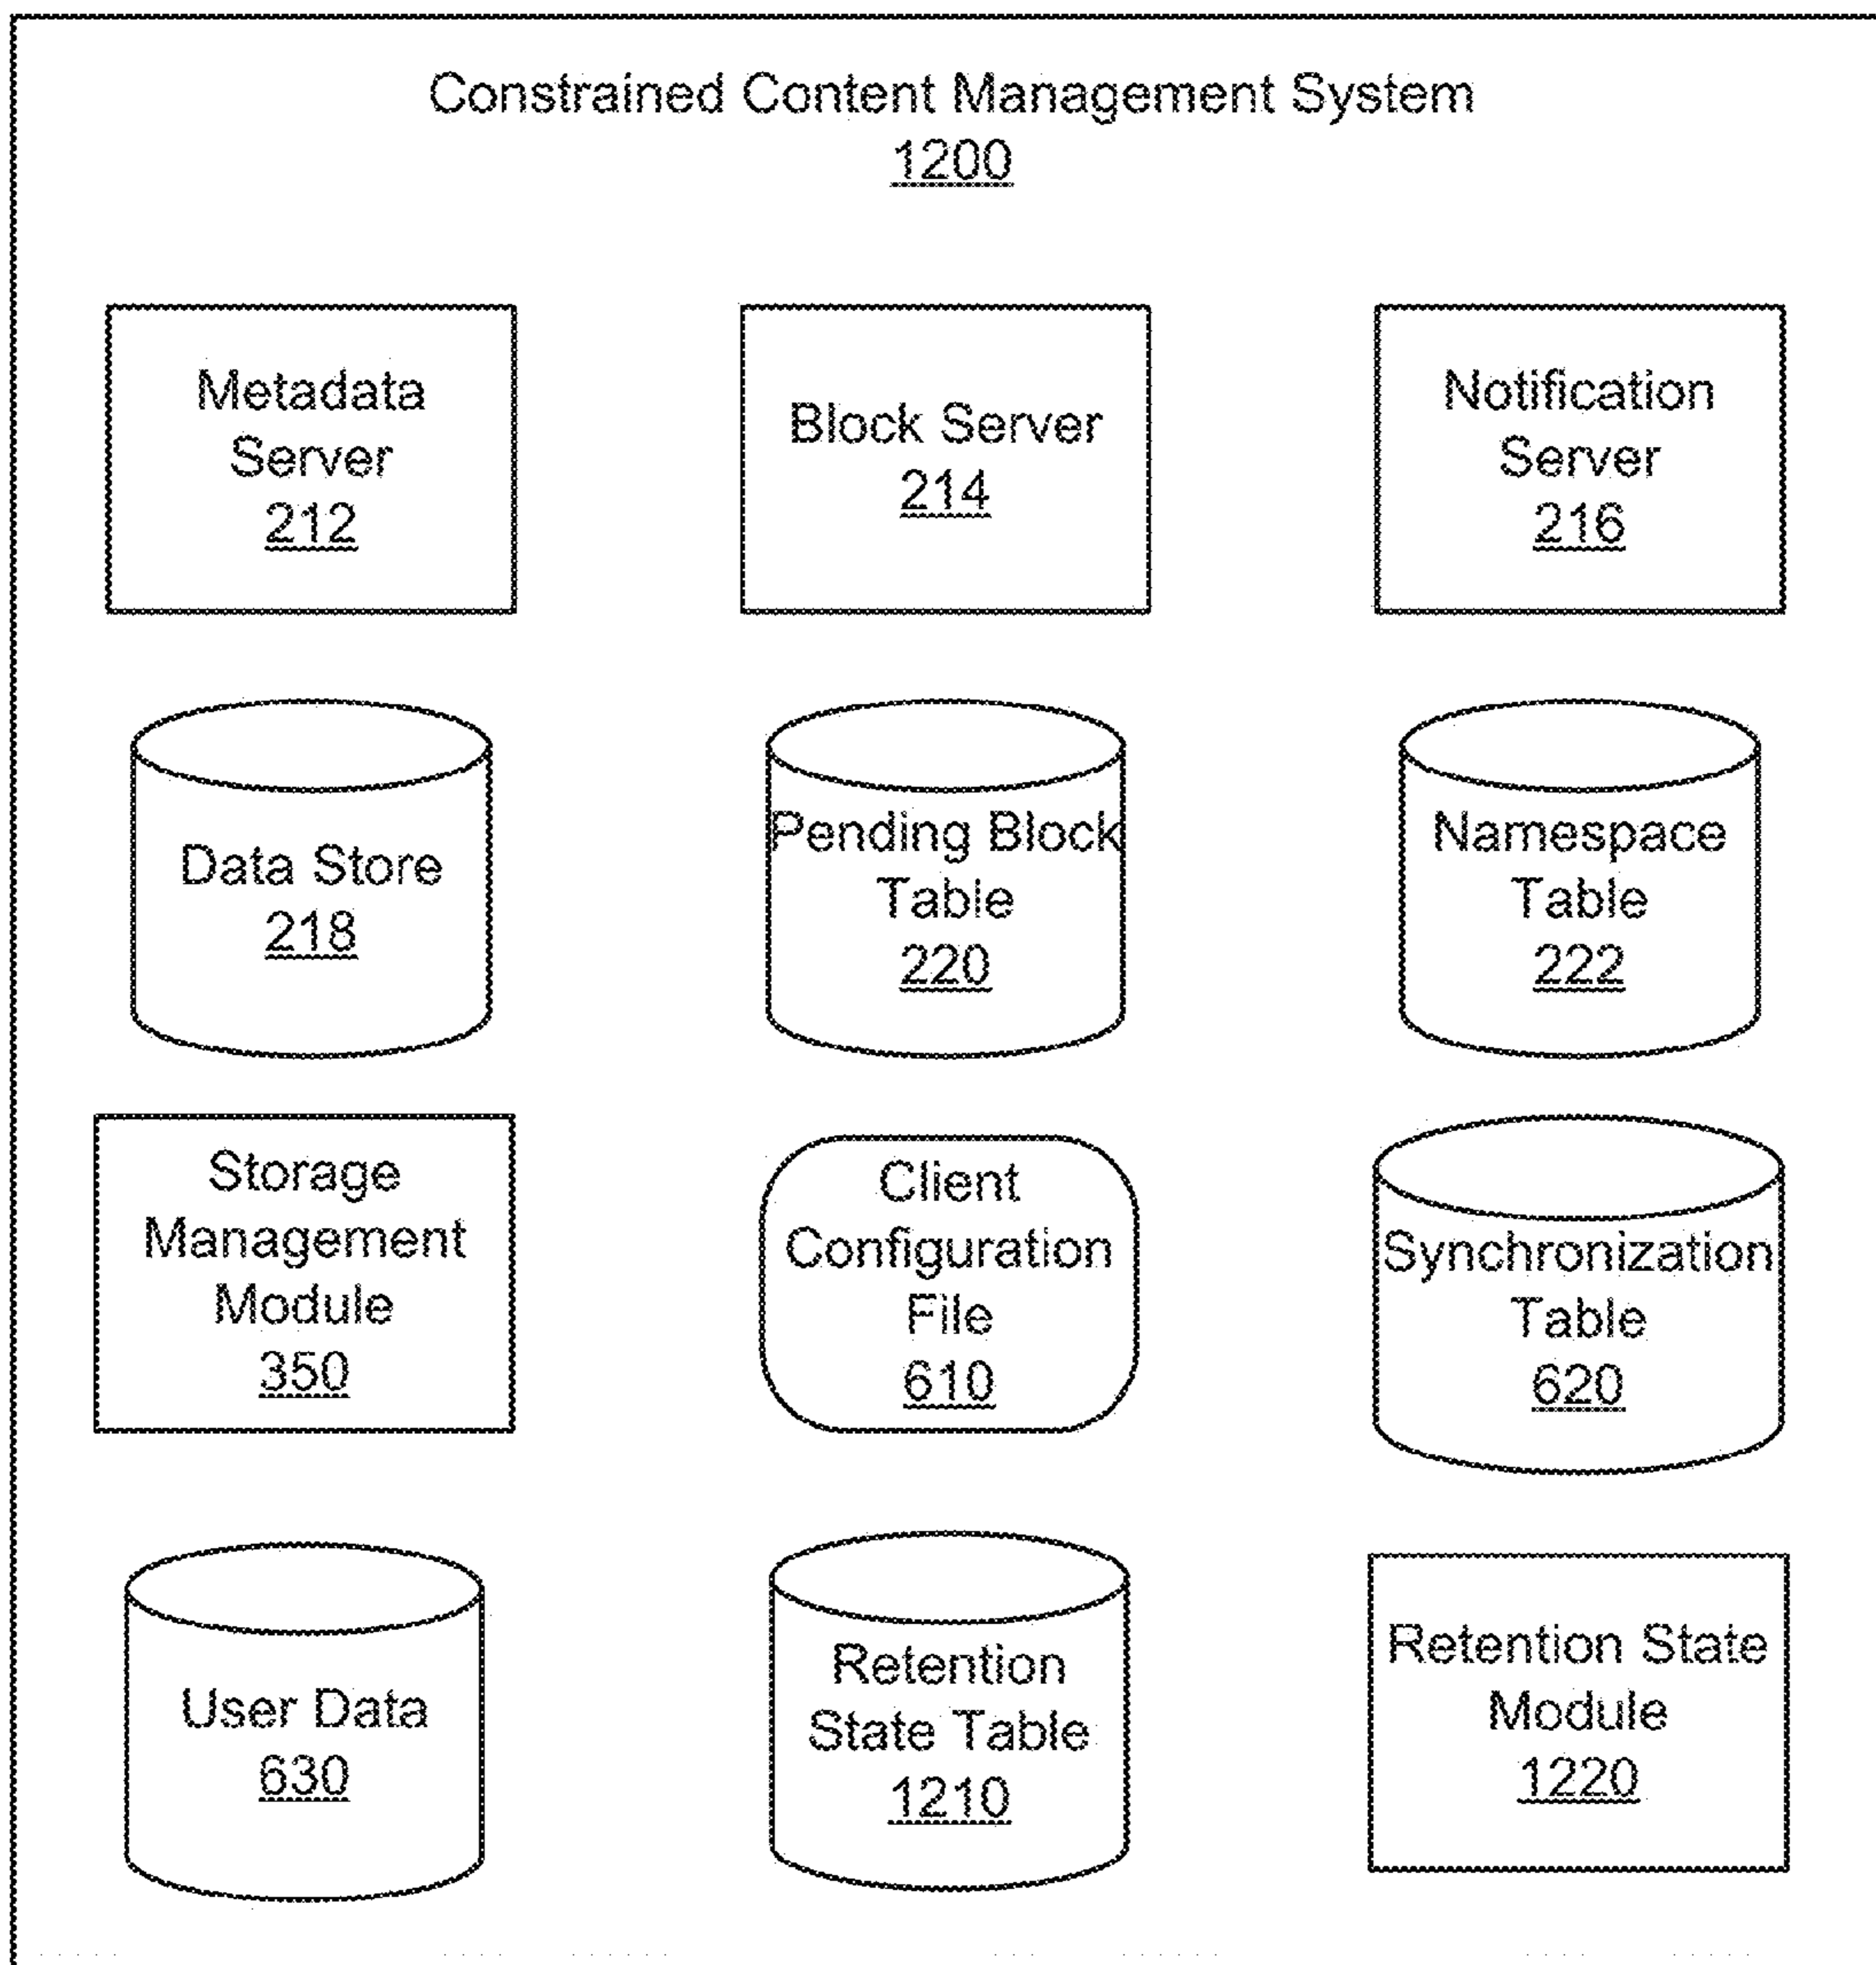 Constrained Content Management System
1200
Metadata
Server
212
Block Server
214
Notification
Server
216
Data Store
218
Pending Block
Table
220
Namespace
Table
222
Storage
Management
Module
350
Client
Configuration
File
610
Synchronization
Table
620
User Data
630
Retention
State Table
1210
Retention State
Module
1220